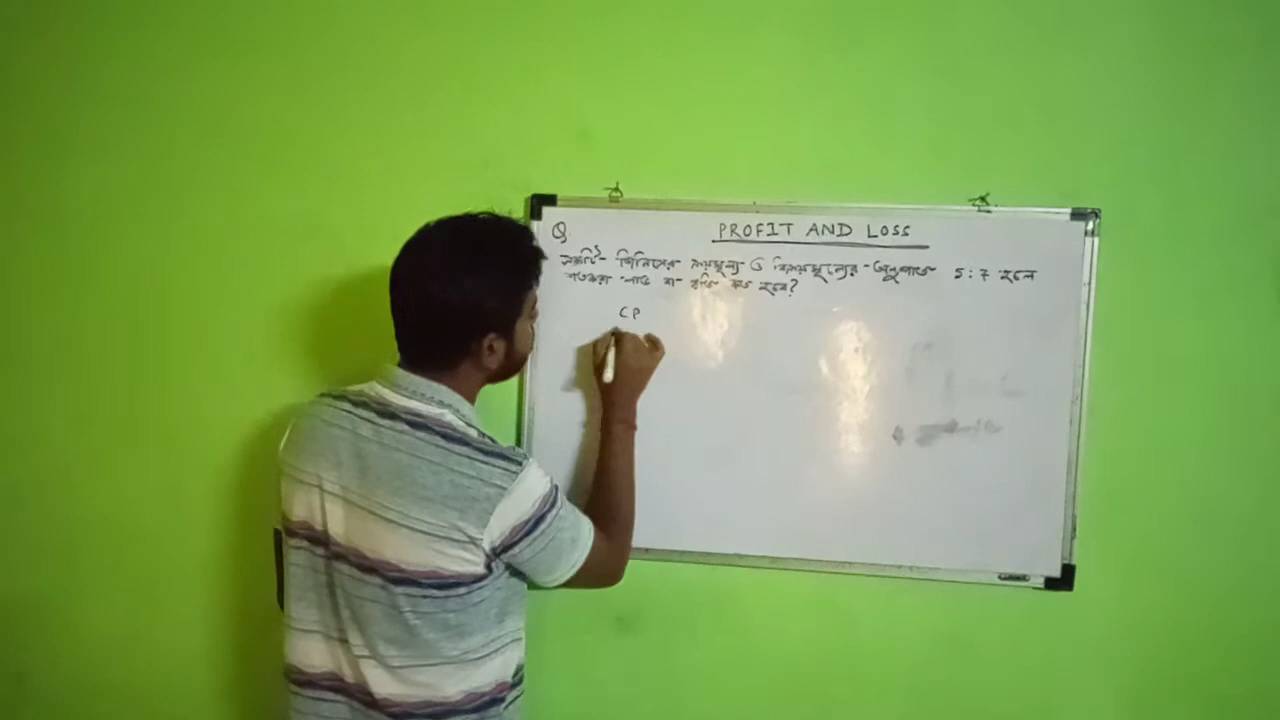 PROFIT AND LOSS
Q.
একটি জিনিসের ক্রয়মূল্য ও বিক্রয়মূল্যের অনুপাত 5 : 7 হলে
শতকরা লাভ বা ক্ষতি কত হবে?
CP